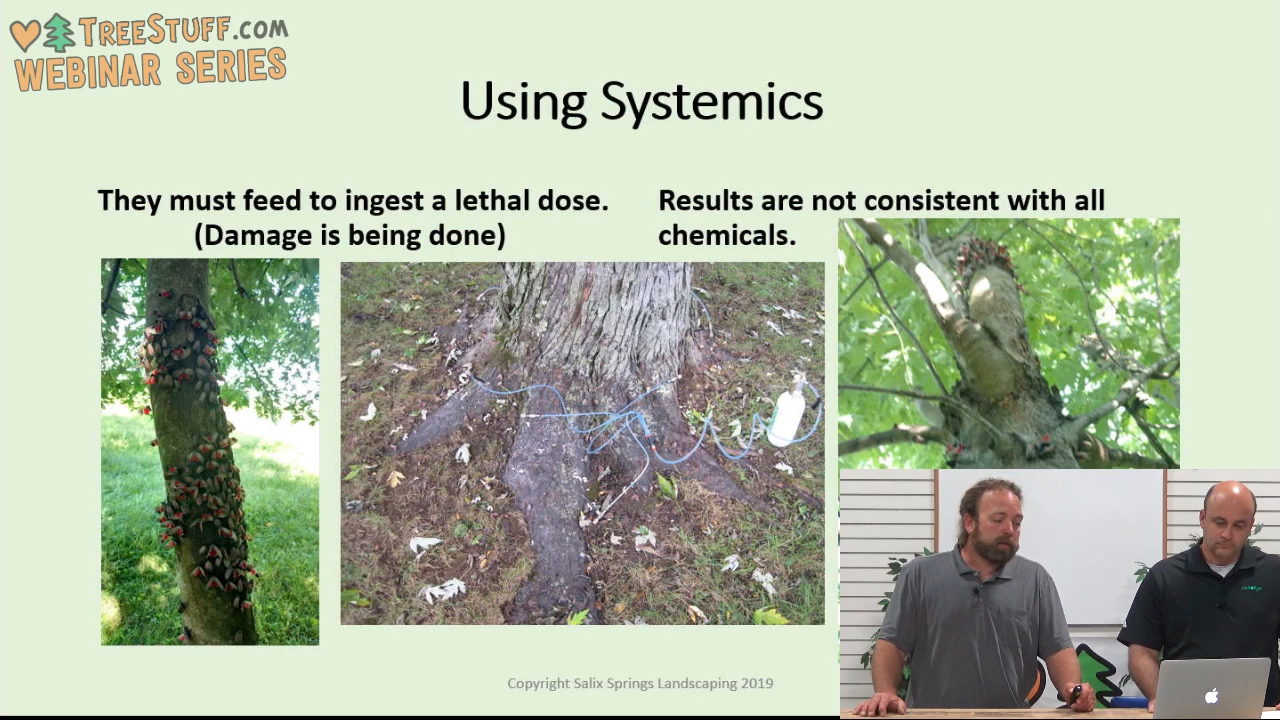 TREESTUFF.COM
WEBINAR SERIES
Using Systemics
They must feed to ingest a lethal dose.
(Damage is being done)
Results are not consistent with all
chemicals.
Copyright Salix Springs Landscaping 2019